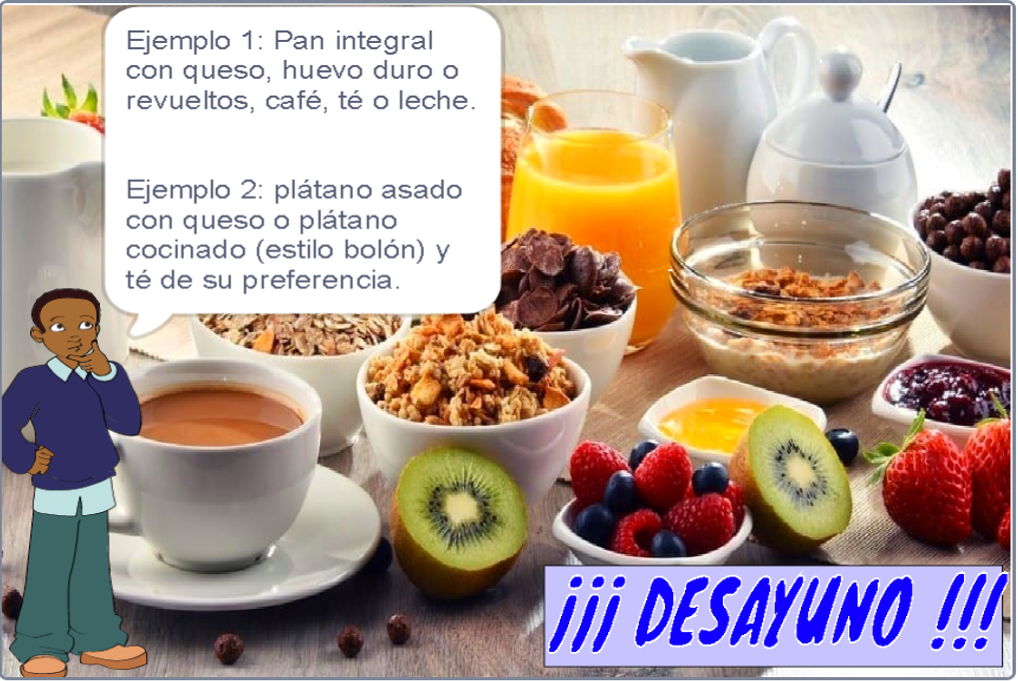 Ejemplo 1: Pan integral
con queso, huevo duro o
revueltos, café, té o leche.
Ejemplo 2: plátano asado
con queso o plátano
cocinado (estilo bolón) y
té de su preferencia.
¡¡¡ DESAYUNO !!!